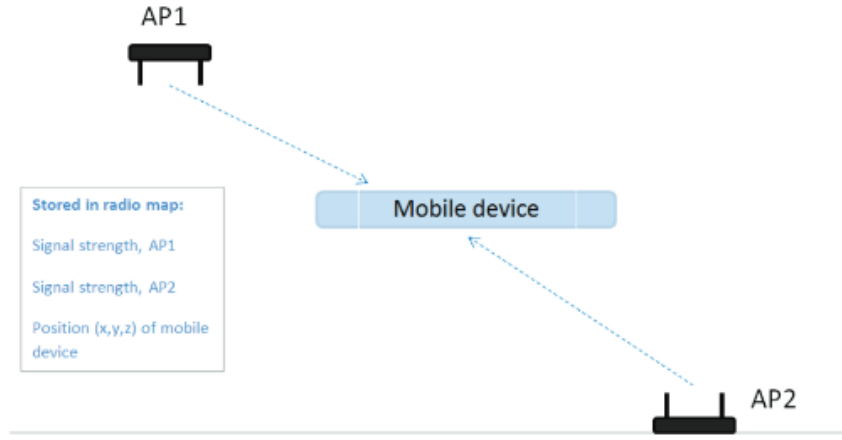 AP1
Stored in radio map:
Signal strength, AP1
Signal strength, AP2
Position (x,y,z) of mobile
device
Mobile device
AP2